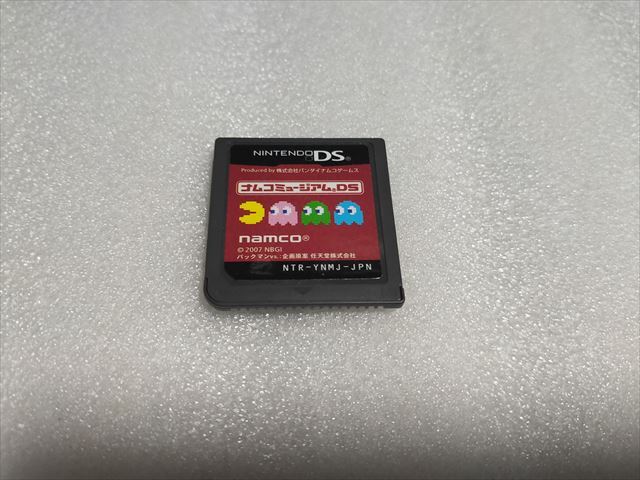 NINTENDO DS™
Produced by 株式会社バンダイナムコゲームス
ナムコミュージアムDS
namco®
© 2007 NBGI
パックマンvs.: 企画原案 任天堂株式会社
NTR-YNMJ-JPN